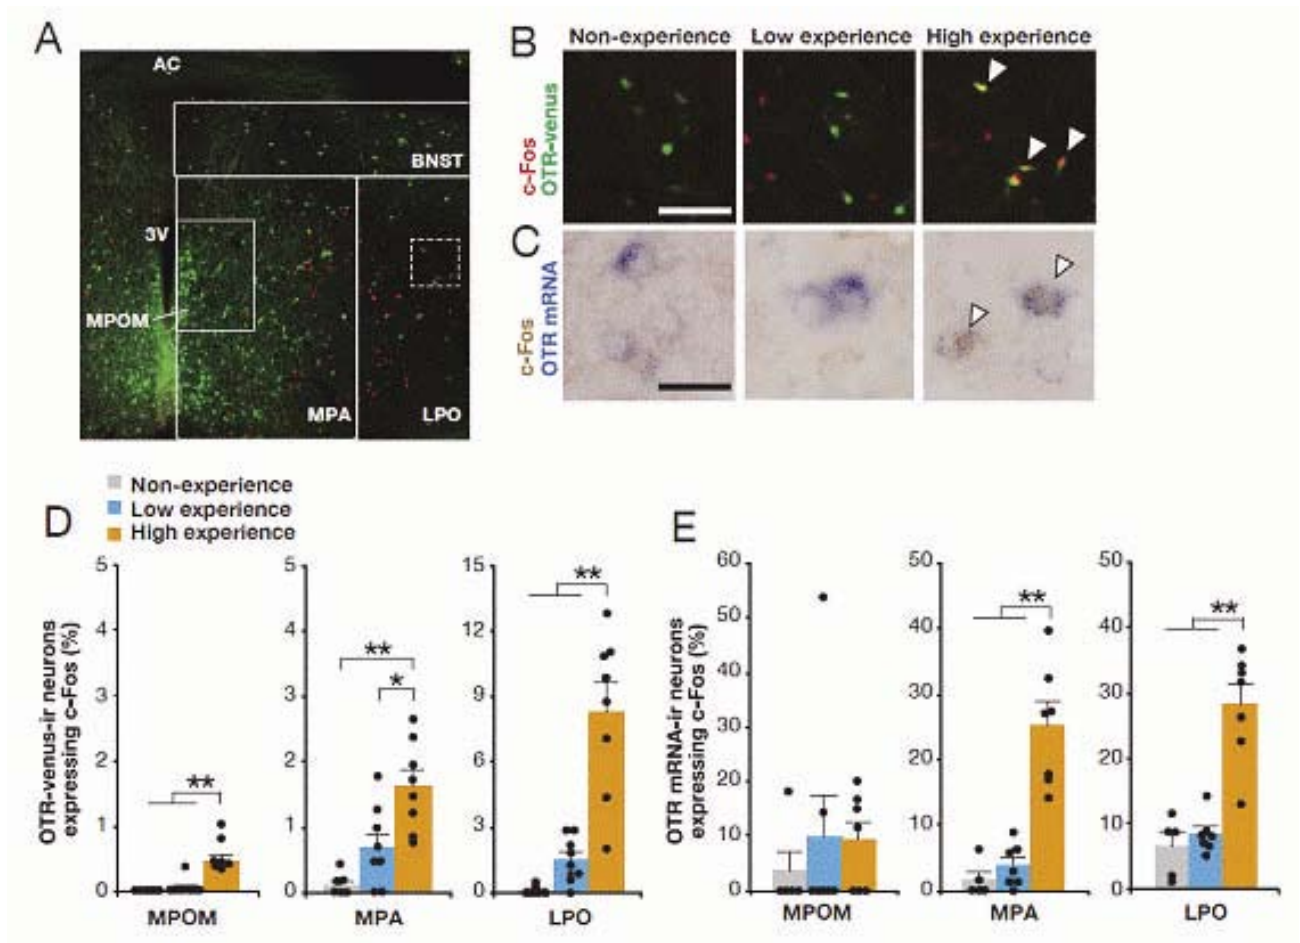 A
AC
BNST
3V
MPOM
MPA
LPO
B
Non-experience
Low experience
High experience
c-Fos
OTR-venus
C
c-Fos
OTR mRNA
Non-experience
Low experience
High experience
D
OTR-venus-ir neurons
expressing c-Fos (%)
5
4
3
2
1
0
**
MPOM
5
4
3
2
1
0
**
*
MPA
15
12
9
6
3
0
**
LPO
E
OTR mRNA-ir neurons
expressing c-Fos (%)
60
50
40
30
20
10
0
MPOM
50
40
30
20
10
0
**
MPA
50
40
30
20
10
0
**
LPO